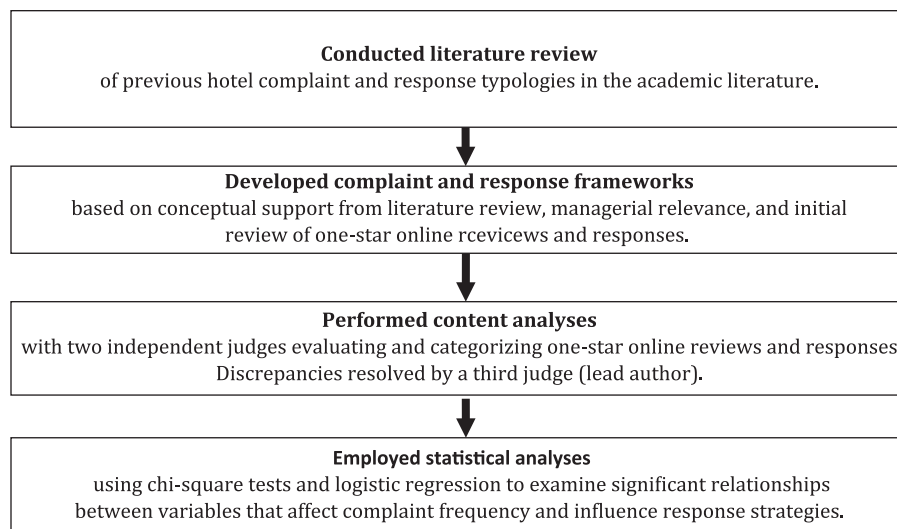 Conducted literature review
of previous hotel complaint and response typologies in the academic literature.
Developed complaint and response frameworks
based on conceptual support from literature review, managerial relevance, and initial
review of one-star online rcevicews and responses.
Performed content analyses
with two independent judges evaluating and categorizing one-star online reviews and responses
Discrepancies resolved by a third judge (lead author).
Employed statistical analyses
using chi-square tests and logistic regression to examine significant relationships
between variables that affect complaint frequency and influence response strategies.